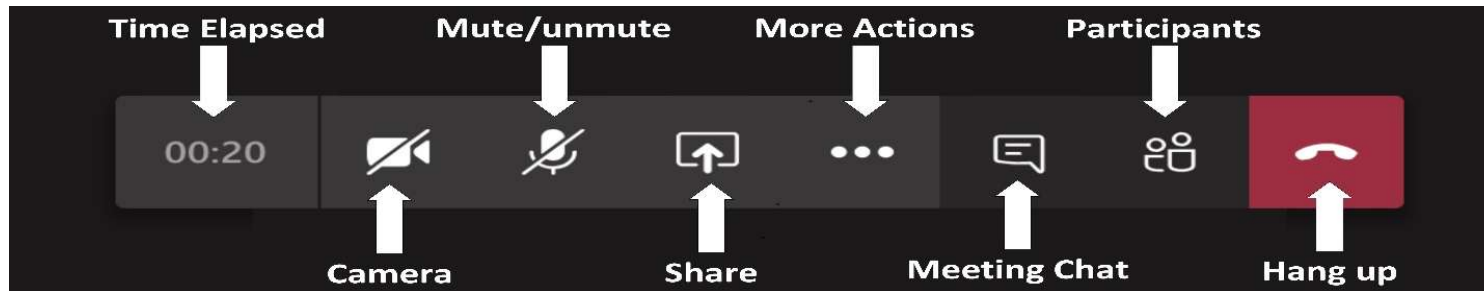 Time Elapsed Mute/unmute More Actions Participants
00:20
Camera Share Meeting Chat Hang up